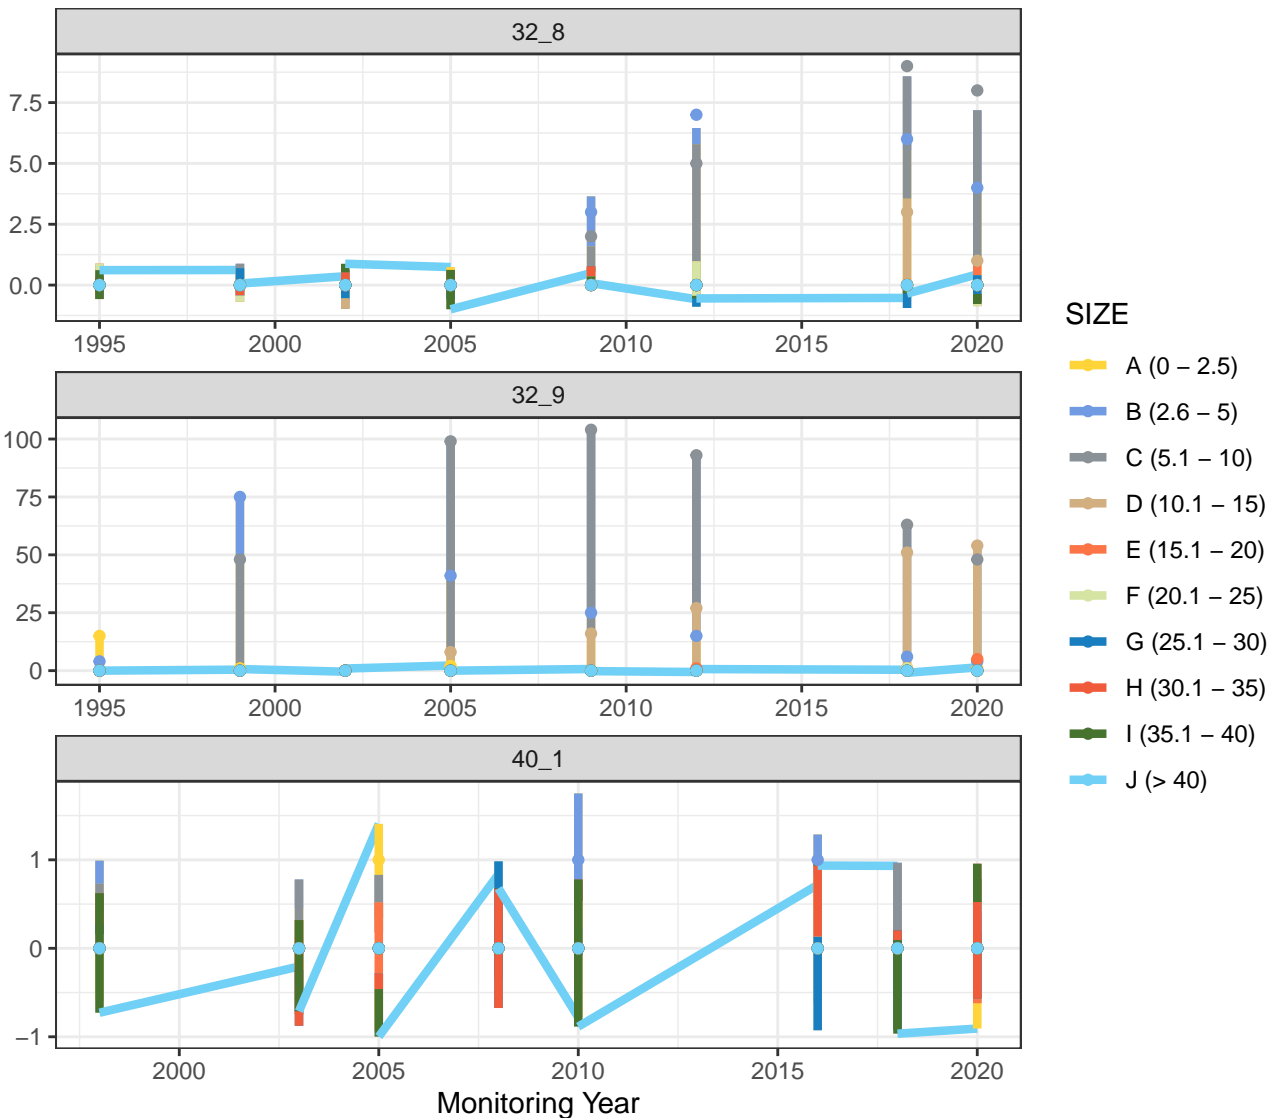 32_8
7.5
5.0
2.5
0.0
1995 2000 2005 2010 2015 2020
32_9
100
75
50
25
0
1995 2000 2005 2010 2015 2020
40_1
1
0
−1
2000 2005 2010 2015 2020
Monitoring Year
SIZE
A (0 − 2.5)
B (2.6 − 5)
C (5.1 − 10)
D (10.1 − 15)
E (15.1 − 20)
F (20.1 − 25)
G (25.1 − 30)
H (30.1 − 35)
I (35.1 − 40)
J (> 40)